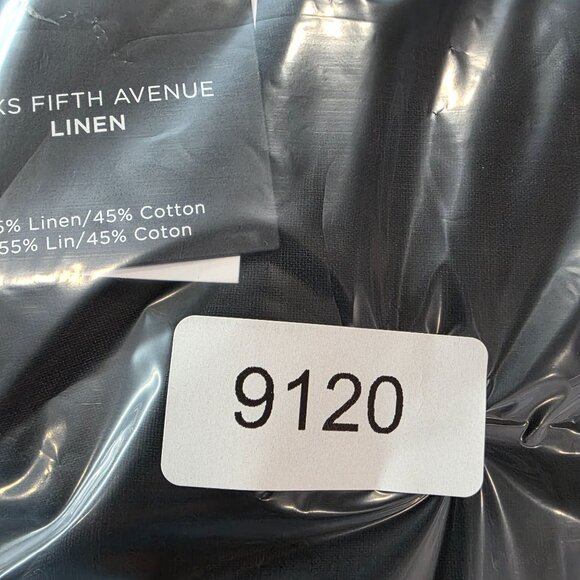 KS FIFTH AVENUE
LINEN
5% Linen/45% Cotton
55% Lin/45% Coton
9120